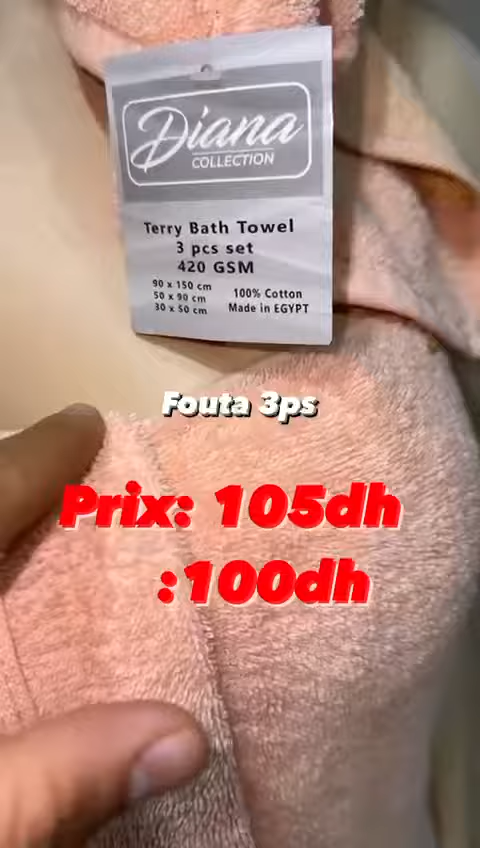 Diana
COLLECTION
Terry Bath Towel
3 pcs set
420 GSM
90 x 150 cm
50 x 90 cm
30 x 50 cm
100% Cotton
Made in EGYPT
Fouta 3ps
Prix: 105dh
:100dh